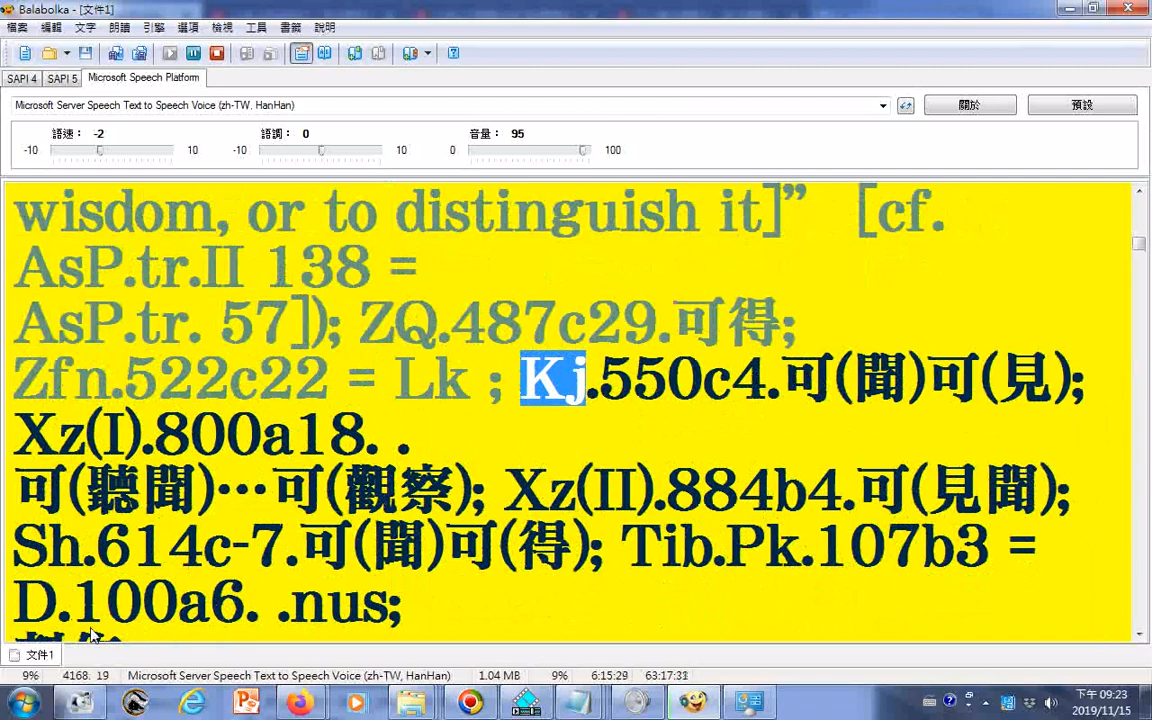 Balabolka - [文件1]
檔案 編輯 文字 朗讀 引擎 選項 檢視 工具 書籤 說明
SAPI 4 SAPI 5 Microsoft Speech Platform
Microsoft Server Speech Text to Speech Voice (zh-TW, HanHan) 關於 預設
語速： -2 語調： 0 音量： 95
-10 10 -10 10 0 100
wisdom, or to distinguish it]” [cf.
AsP.tr.II 138 =
AsP.tr. 57]); ZQ.487c29.可得;
Zfn.522c22 = Lk ; Kj.550c4.可(聞)可(見);
Xz(I).800a18. .
可(聽聞)…可(觀察); Xz(II).884b4.可(見聞);
Sh.614c-7.可(聞)可(得); Tib.Pk.107b3 =
D.100a6. .nus;
文件1
9% 4168. 19 Microsoft Server Speech Text to Speech Voice (zh-TW, HanHan) 1.04 MB 9% 6:15:29 63:17:31
下午 09:23
2019/11/15